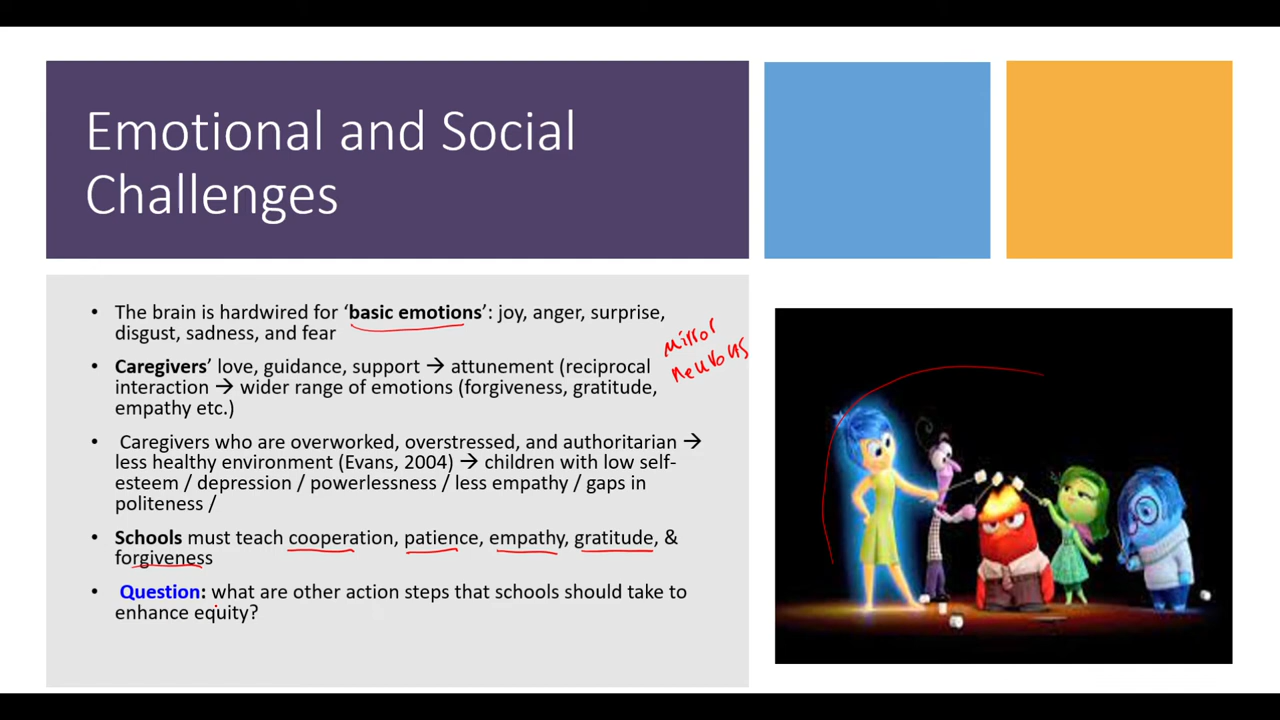 Emotional and Social
Challenges
• The brain is hardwired for ‘basic emotions’: joy, anger, surprise,
disgust, sadness, and fear
mirror
neurons
• Caregivers’ love, guidance, support → attunement (reciprocal
interaction → wider range of emotions (forgiveness, gratitude,
empathy etc.)
• Caregivers who are overworked, overstressed, and authoritarian →
less healthy environment (Evans, 2004) → children with low self-
esteem / depression / powerlessness / less empathy / gaps in
politeness /
• Schools must teach cooperation, patience, empathy, gratitude, &
forgiveness
• Question: what are other action steps that schools should take to
enhance equity?